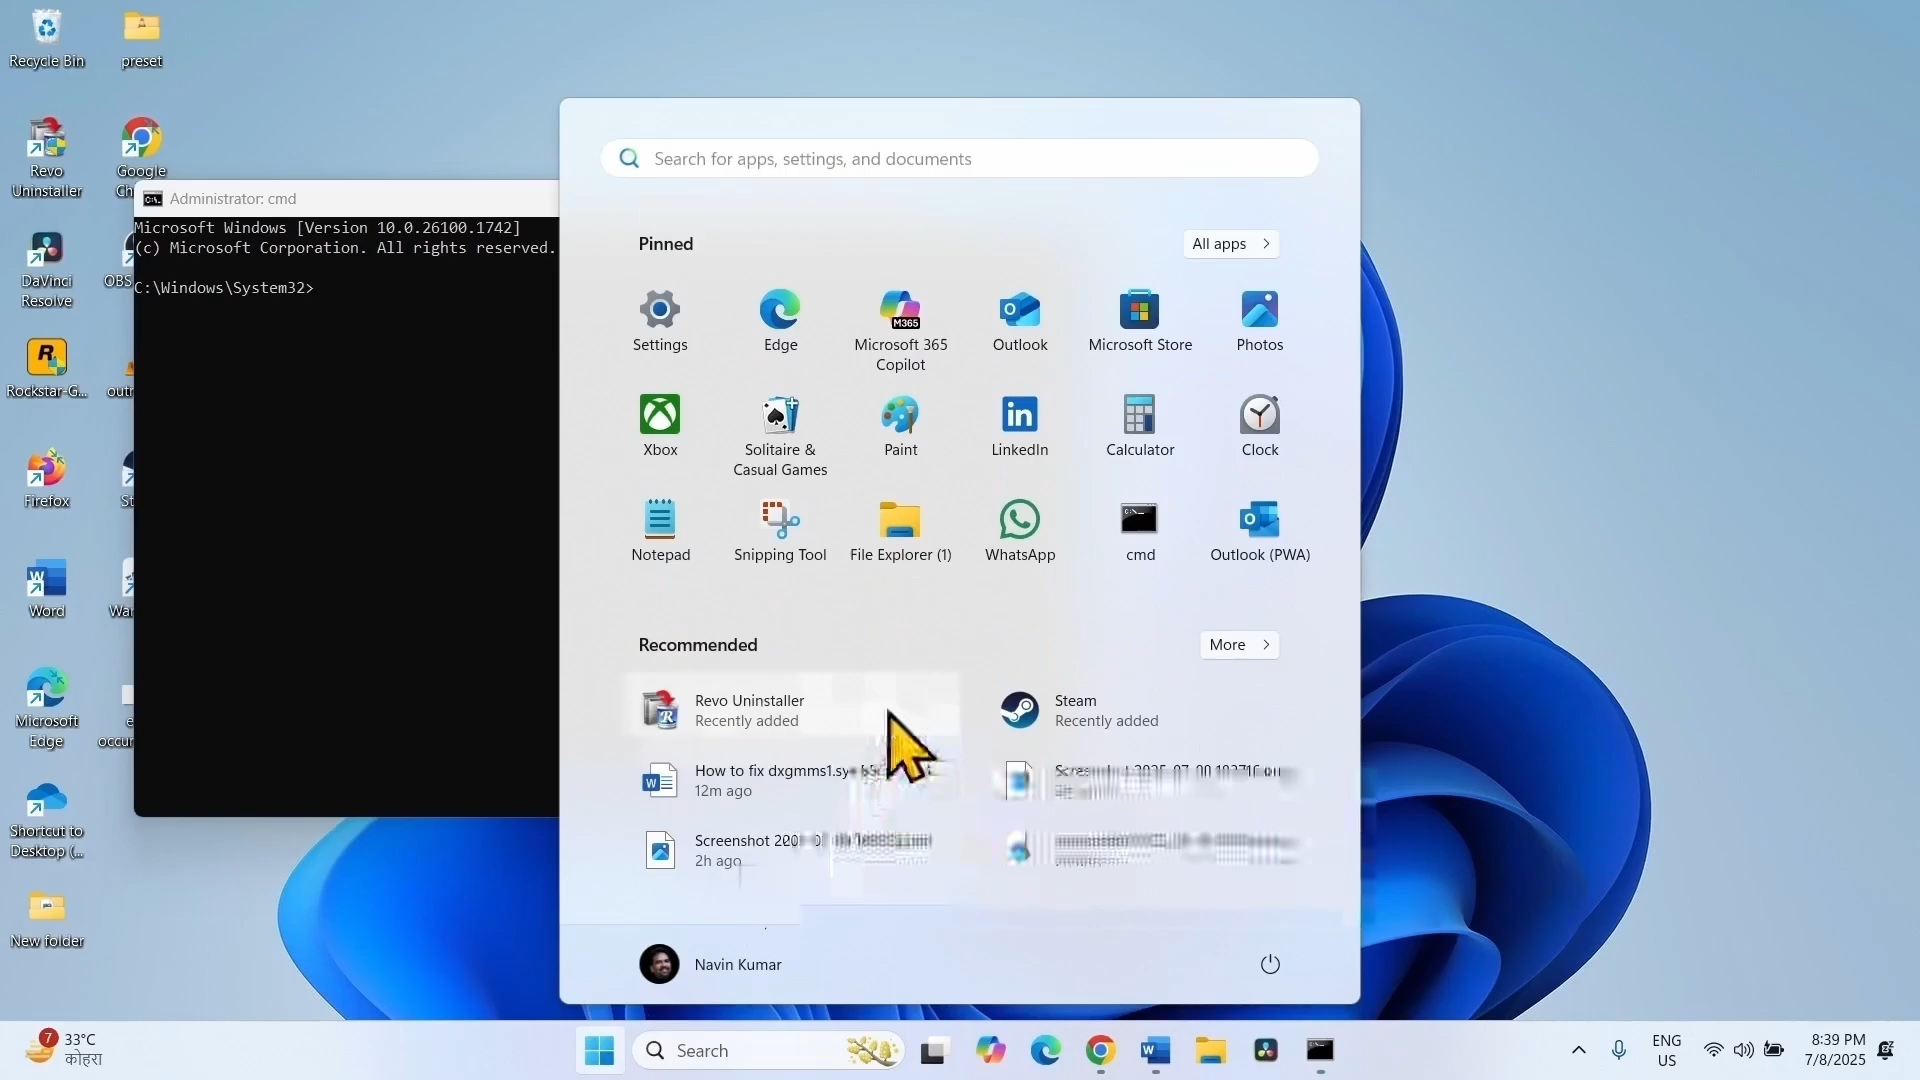 Recycle Bin
preset
Revo
Uninstaller
Google
DaVinci
Resolve
OBS
Rockstar-G...
Firefox
Word
Microsoft
Edge
Shortcut to
Desktop (...
New folder
Administrator: cmd
Microsoft Windows [Version 10.0.26100.1742]
(c) Microsoft Corporation. All rights reserved.
C:\Windows\System32>
Search for apps, settings, and documents
Pinned
All apps
Settings
Edge
M365
Microsoft 365
Copilot
Outlook
Microsoft Store
Photos
Xbox
Solitaire &
Casual Games
Paint
LinkedIn
Calculator
Clock
Notepad
Snipping Tool
File Explorer (1)
WhatsApp
cmd
Outlook (PWA)
Recommended
More
Revo Uninstaller
Recently added
Steam
Recently added
How to fix dxgmms1.sy
12m ago
Screenshot
Screenshot
2h ago
Navin Kumar
7
33°C
कोहरा
Search
ENG
US
8:39 PM
7/8/2025